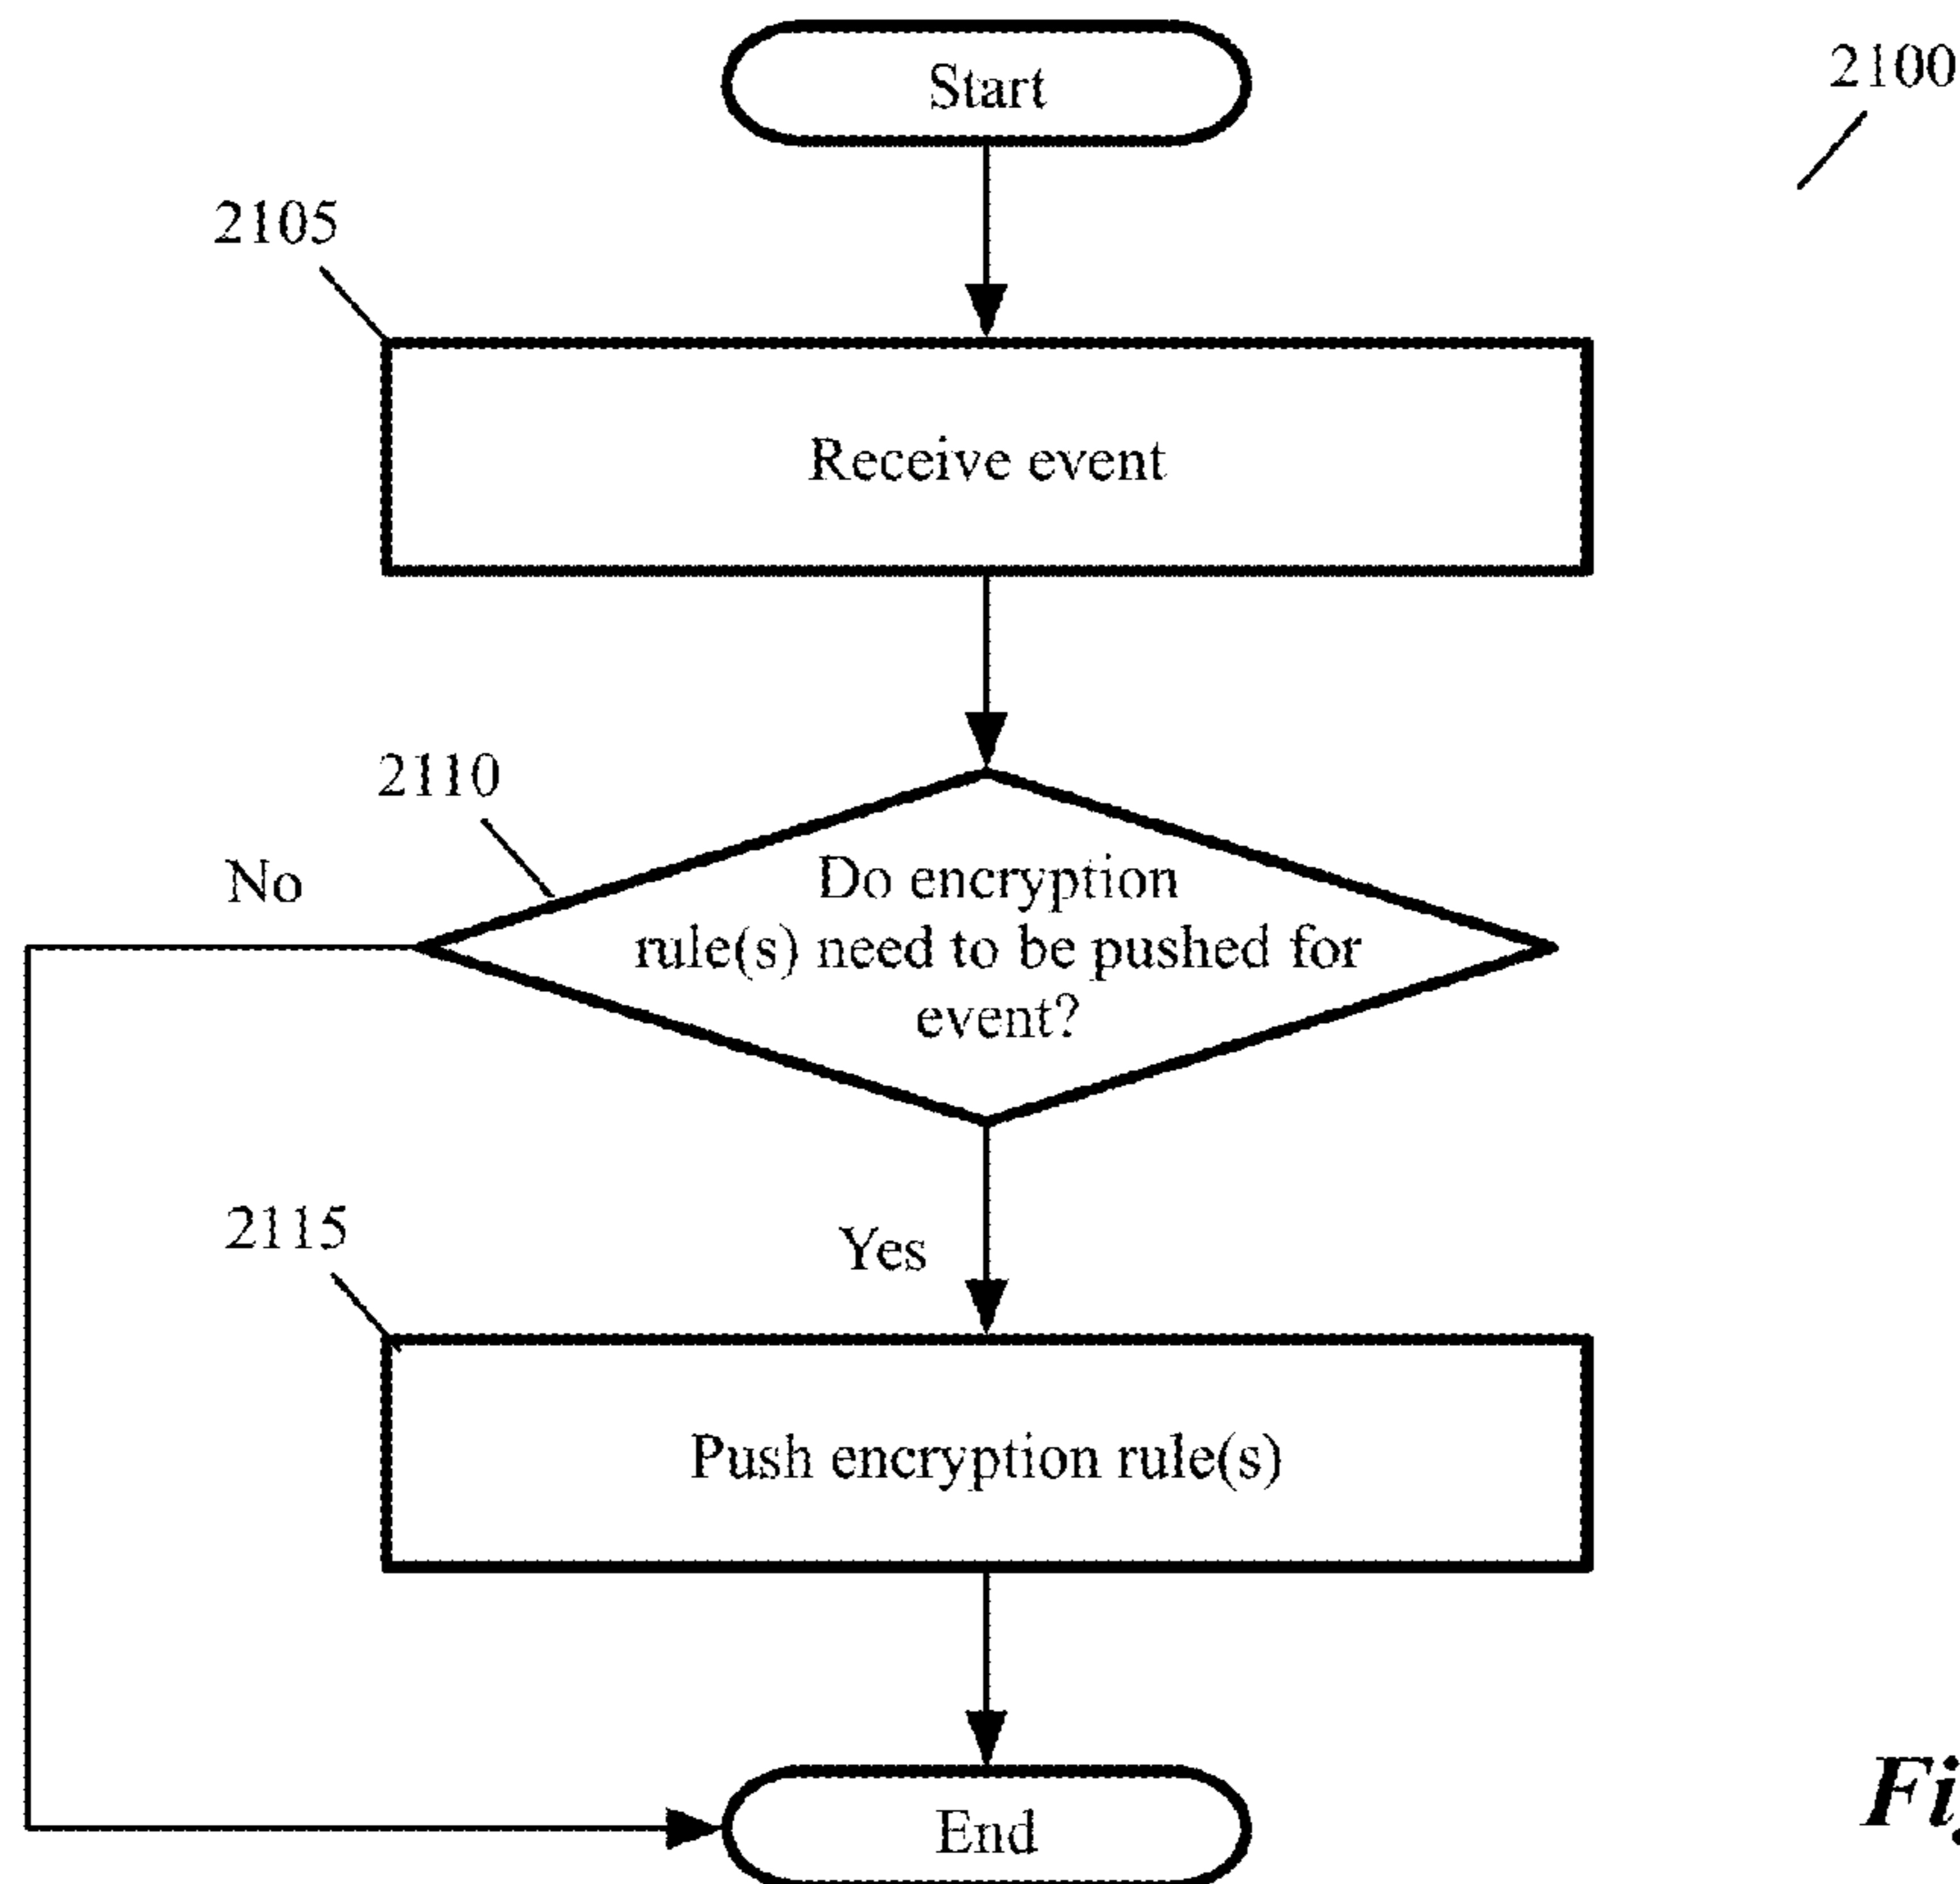 Start
2100
2105
Receive event
2110
No
Do encryption
rule(s) need to be pushed for
event?
2115
Yes
Push encryption rule(s)
End